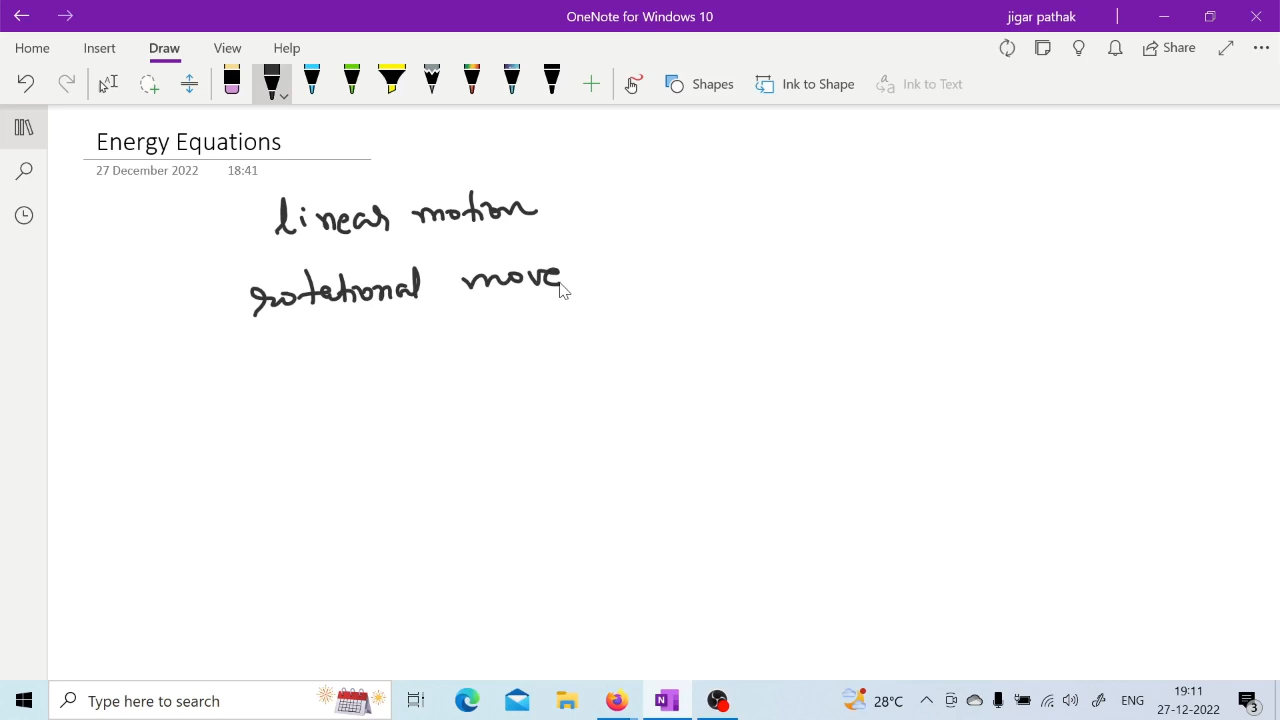 OneNote for Windows 10
jigar pathak
Home Insert Draw View Help
Share
Shapes Ink to Shape Ink to Text
Energy Equations
27 December 2022 18:41
linear motion
rotational move
Type here to search
28°C
ENG
19:11
27-12-2022
3